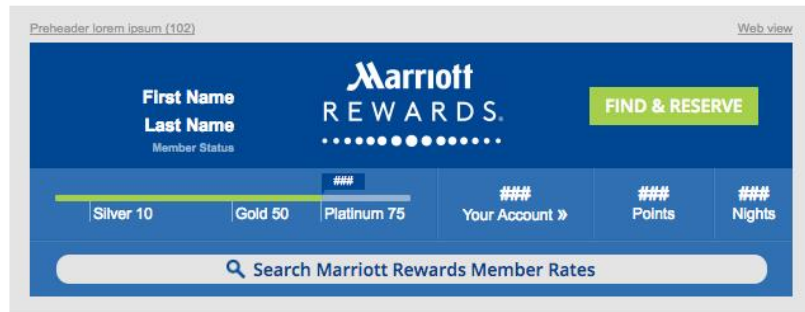 Preheader lorem ipsum (102) Web view
First Name
Last Name
Member Status
Marriott
REWARDS.
FIND & RESERVE
###
Silver 10 Gold 50 Platinum 75
###
Your Account »
###
Points
###
Nights
Search Marriott Rewards Member Rates